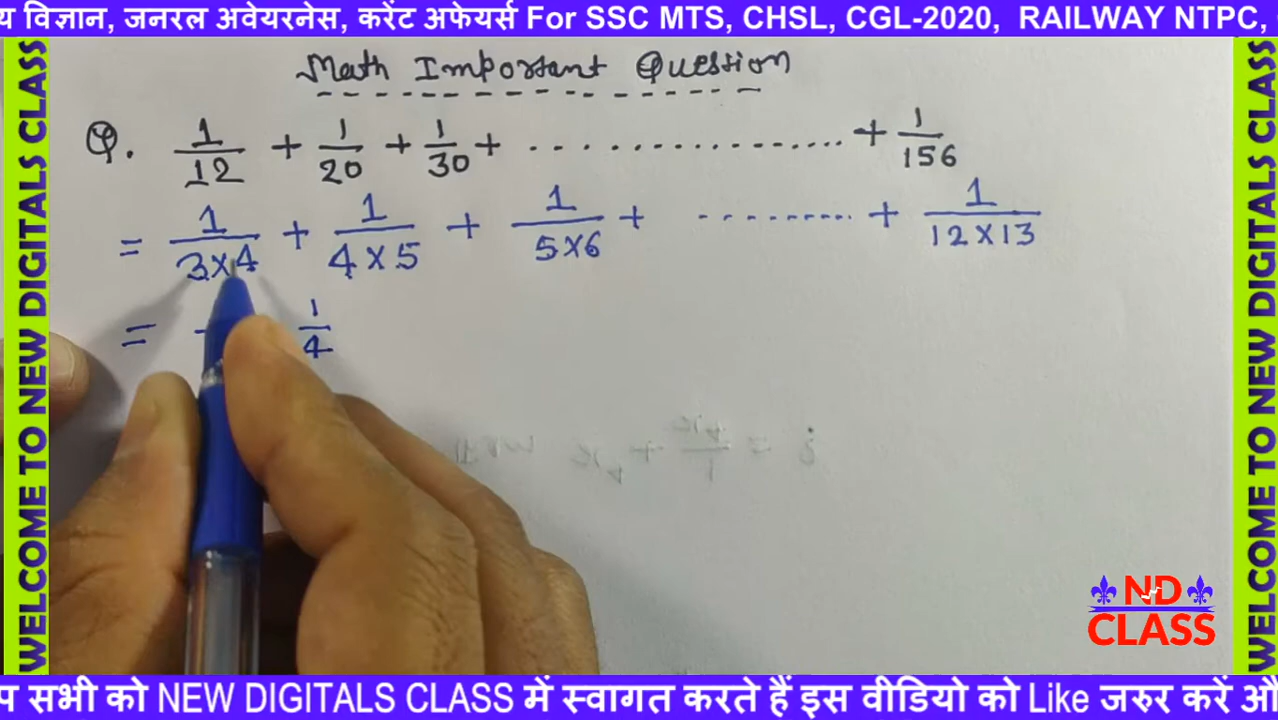 य विज्ञान, जनरल अवेयरनेस, करेंट अफेयर्स For SSC MTS, CHSL, CGL-2020, RAILWAY NTPC,
WELCOME TO NEW DIGITALS CLASS
Math Important Question
Q. 1/12 + 1/20 + 1/30 + ................ + 1/156
= 1/3×4 + 1/4×5 + 1/5×6 + --------- + 1/12×13
= 1/4
ND
CLASS
WELCOME TO NEW DIGITALS CLASS
प सभी को NEW DIGITALS CLASS में स्वागत करते हैं इस वीडियो को Like जरुर करें औ